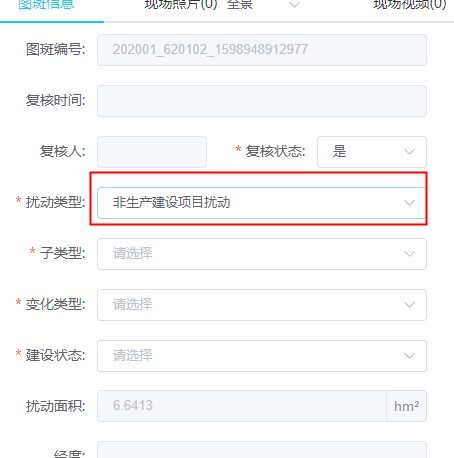 图斑信息 现场照片(0) 全景 现场视频(0)
图斑编号: 202001_620102_1598948912977
复核时间:
复核人: * 复核状态: 是
* 扰动类型: 非生产建设项目扰动
* 子类型: 请选择
* 变化类型: 请选择
* 建设状态: 请选择
扰动面积: 6.6413 hm²
经度: